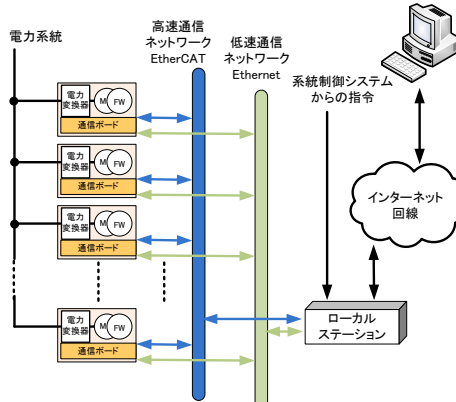 電力系統
高速通信
ネットワーク
EtherCAT
低速通信
ネットワーク
Ethernet
系統制御システム
からの指令
電力
変換器
M
FW
通信ボード
電力
変換器
M
FW
通信ボード
電力
変換器
M
FW
通信ボード
電力
変換器
M
FW
通信ボード
インターネット
回線
ローカル
ステーション